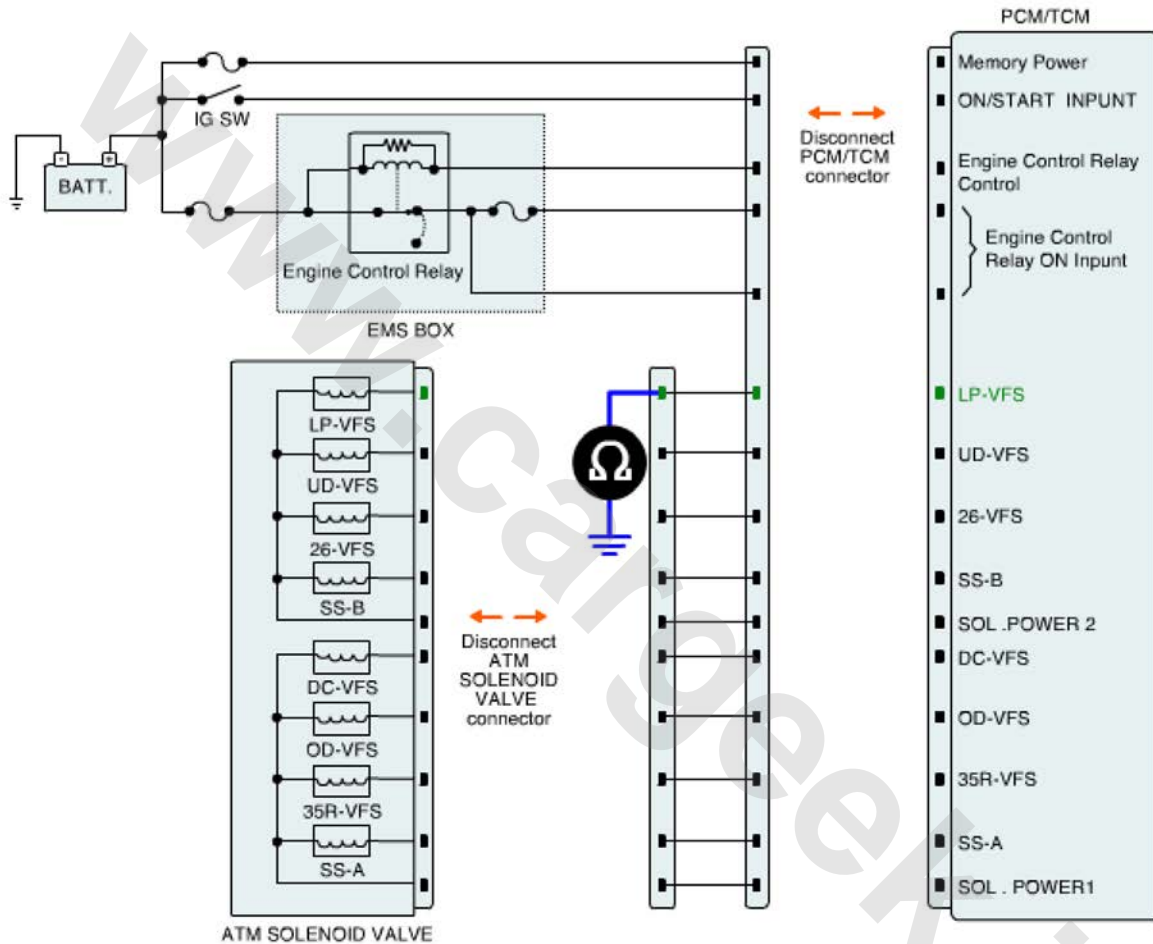 PCM/TCM
Memory Power
ON/START INPUNT
IG SW
Disconnect
PCM/TCM
connector
- +
BATT.
Engine Control Relay
Control
Engine Control Relay
Engine Control
Relay ON Inpunt
EMS BOX
LP-VFS
UD-VFS
26-VFS
SS-B
DC-VFS
OD-VFS
35R-VFS
SS-A
ATM SOLENOID VALVE
Disconnect
ATM
SOLENOID
VALVE
connector
Ω
LP-VFS
UD-VFS
26-VFS
SS-B
SOL .POWER 2
DC-VFS
OD-VFS
35R-VFS
SS-A
SOL . POWER1
www.cargeek.